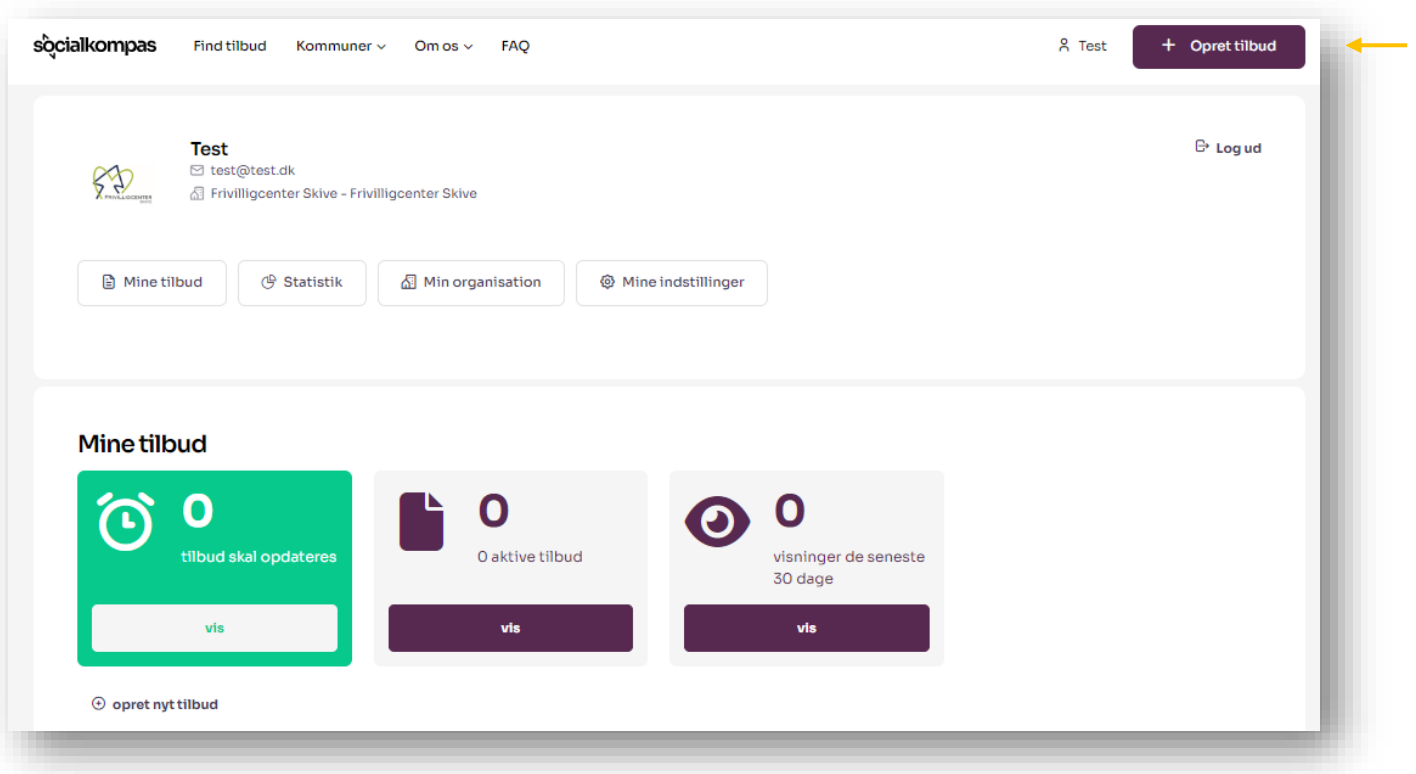 socialkompas Find tilbud Kommuner Om os FAQ Test + Opret tilbud
Test
Log ud
test@test.dk
Frivilligcenter Skive - Frivilligcenter Skive
FRIVILLIGCENTER
SKIVE
Mine tilbud Statistik Min organisation Mine indstillinger
Mine tilbud
0 0 0
tilbud skal opdateres 0 aktive tilbud visninger de seneste
30 dage
vis vis vis
opret nyt tilbud